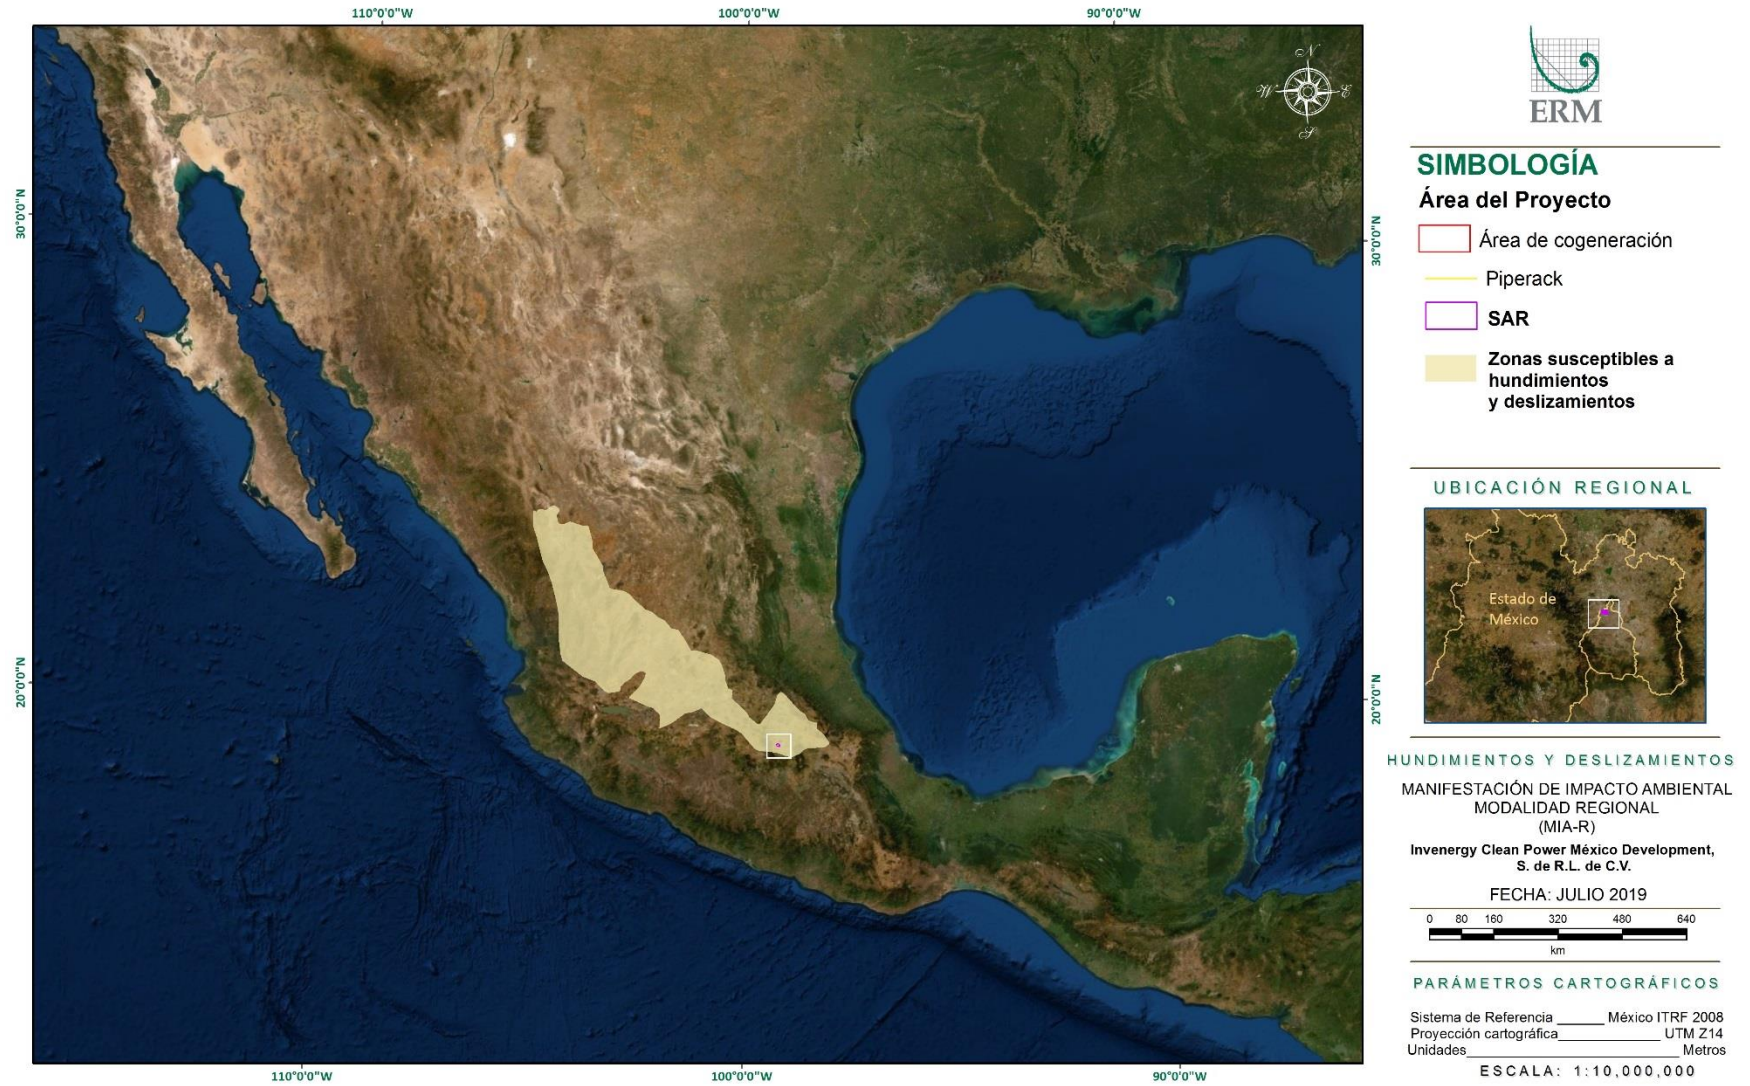 110°0'0"W
100°0'0"W
90°0'0"W
30°0'0"N
20°0'0"N
N
W
E
S
30°0'0"N
20°0'0"N
110°0'0"W
100°0'0"W
90°0'0"W
ERM
SIMBOLOGÍA
Área del Proyecto
Área de cogeneración
Piperack
SAR
Zonas susceptibles a
hundimientos
y deslizamientos
UBICACIÓN REGIONAL
Estado de
México
HUNDIMIENTOS Y DESLIZAMIENTOS
MANIFESTACIÓN DE IMPACTO AMBIENTAL
MODALIDAD REGIONAL
(MIA-R)
Invenergy Clean Power México Development,
S. de R.L. de C.V.
FECHA: JULIO 2019
0 80 160 320 480 640
km
PARÁMETROS CARTOGRÁFICOS
Sistema de Referencia ______ México ITRF 2008
Proyección cartográfica_____________ UTM Z14
Unidades___________________________ Metros
ESCALA: 1:10,000,000